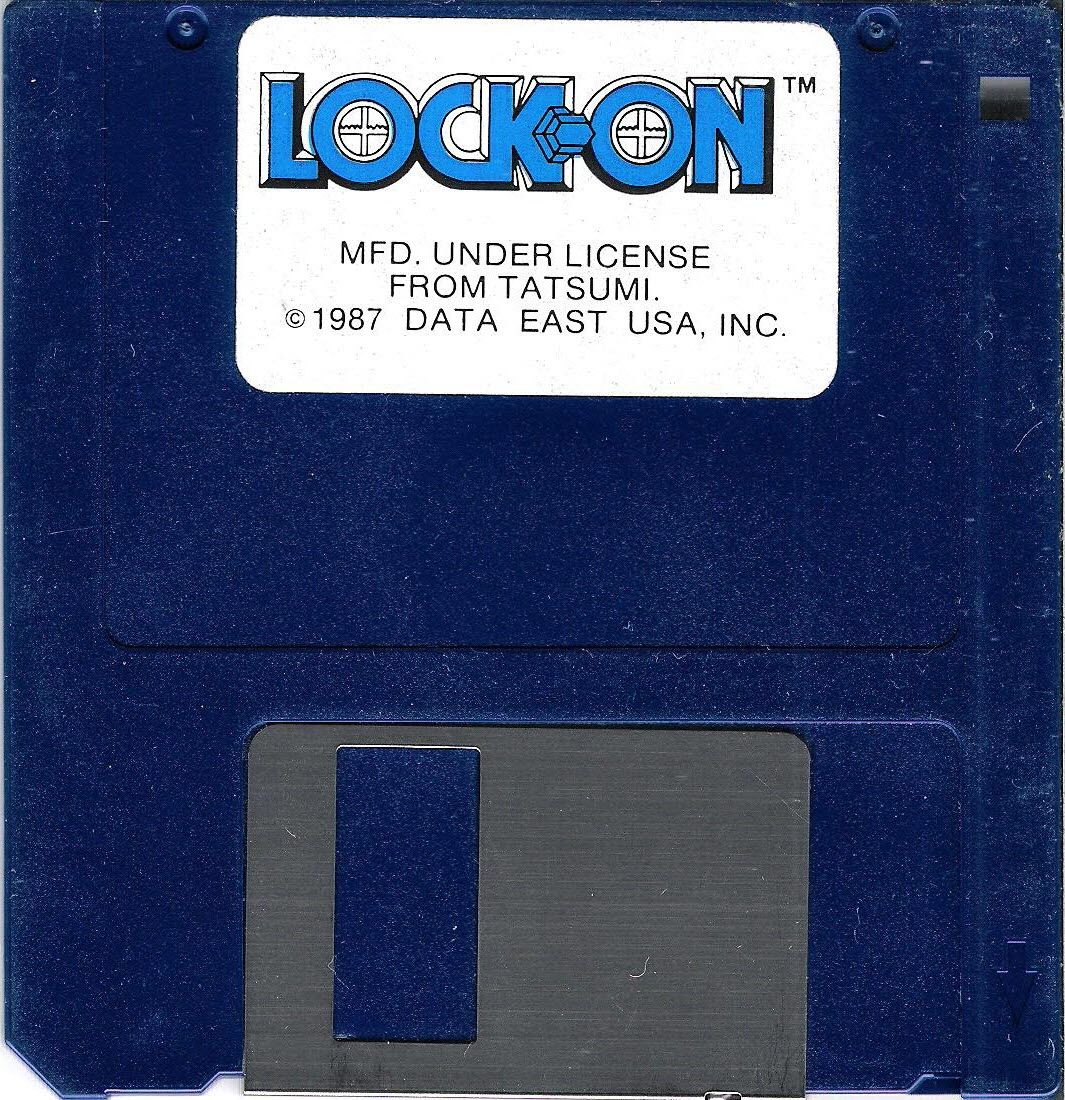 LOCK-ON™
MFD. UNDER LICENSE
FROM TATSUMI.
©1987 DATA EAST USA, INC.